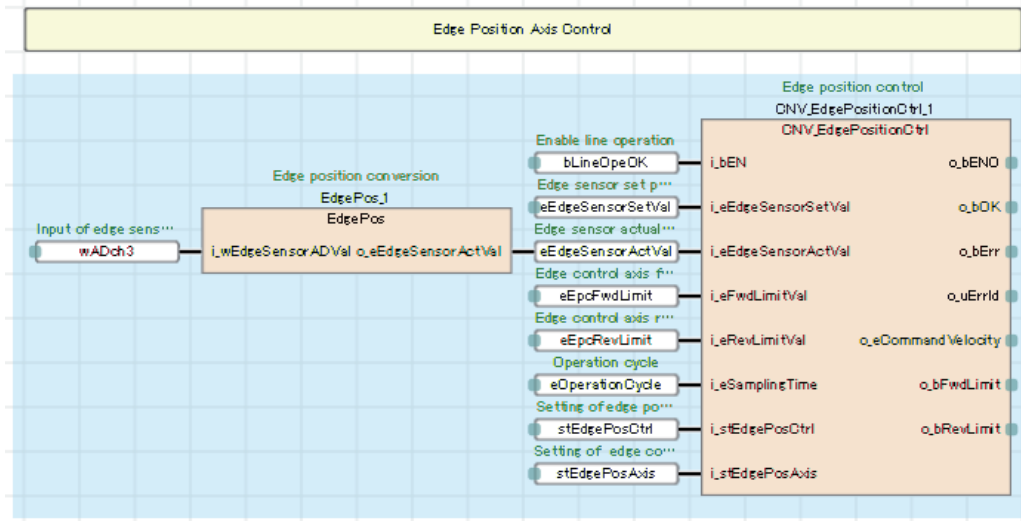 Edge Position Axis Control
Edge position control
CNV_EdgePositionCtrl_1
CNV_EdgePositionCtrl
Enable line operation
bLineOpeOK
i_bEN
o_bENO
Edge sensor set p…
eEdgeSensorSetVal
i_eEdgeSensorSetVal
o_bOK
Edge position conversion
EdgePos_1
EdgePos
Input of edge sens…
wADch3
i_wEdgeSensorADVal
o_eEdgeSensorActVal
Edge sensor actual…
eEdgeSensorActVal
i_eEdgeSensorActVal
o_bErr
Edge control axis f…
eEpcFwdLimit
i_eFwdLimitVal
o_uErrId
Edge control axis r…
eEpcRevLimit
i_eRevLimitVal
o_eCommandVelocity
Operation cycle
eOperationCycle
i_eSamplingTime
o_bFwdLimit
Setting of edge po…
stEdgePosCtrl
i_stEdgePosCtrl
o_bRevLimit
Setting of edge co…
stEdgePosAxis
i_stEdgePosAxis